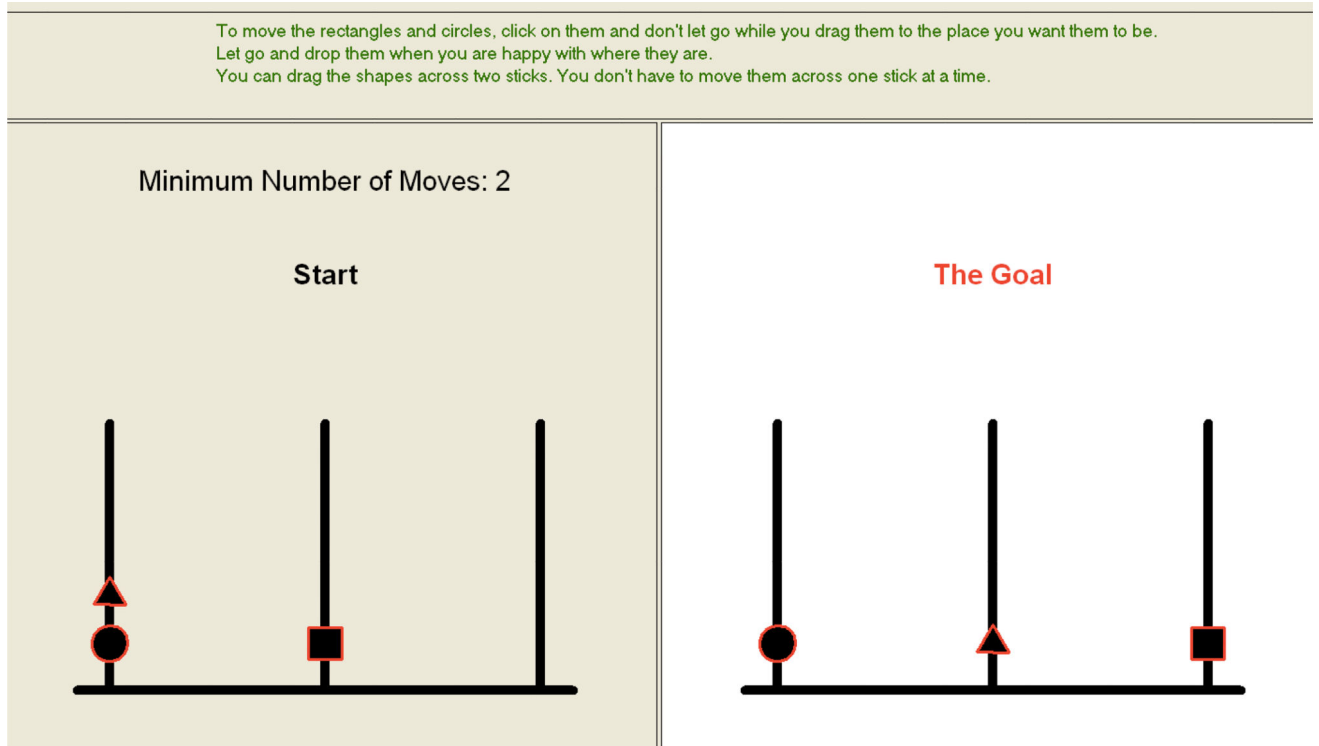 To move the rectangles and circles, click on them and don't let go while you drag them to the place you want them to be.
Let go and drop them when you are happy with where they are.
You can drag the shapes across two sticks. You don't have to move them across one stick at a time.
Minimum Number of Moves: 2
Start
The Goal